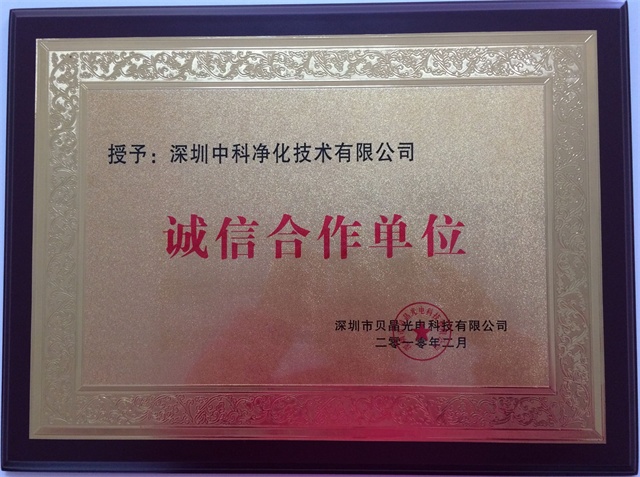 授予：深圳中科净化技术有限公司
诚信合作单位
深圳市贝晶光电科技有限公司
二零一零年二月